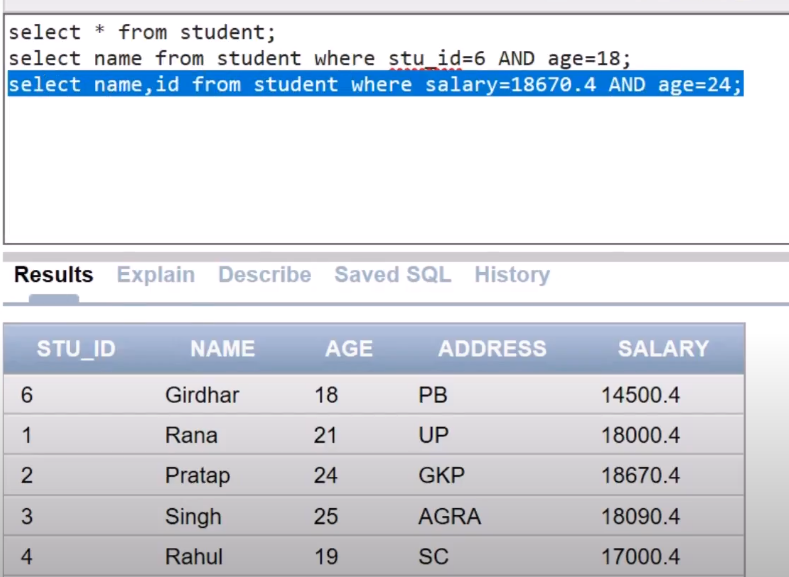 select * from student;
select name from student where stu_id=6 AND age=18;
select name,id from student where salary=18670.4 AND age=24;
Results Explain Describe Saved SQL History
STU_ID NAME AGE ADDRESS SALARY
6 Girdhar 18 PB 14500.4
1 Rana 21 UP 18000.4
2 Pratap 24 GKP 18670.4
3 Singh 25 AGRA 18090.4
4 Rahul 19 SC 17000.4